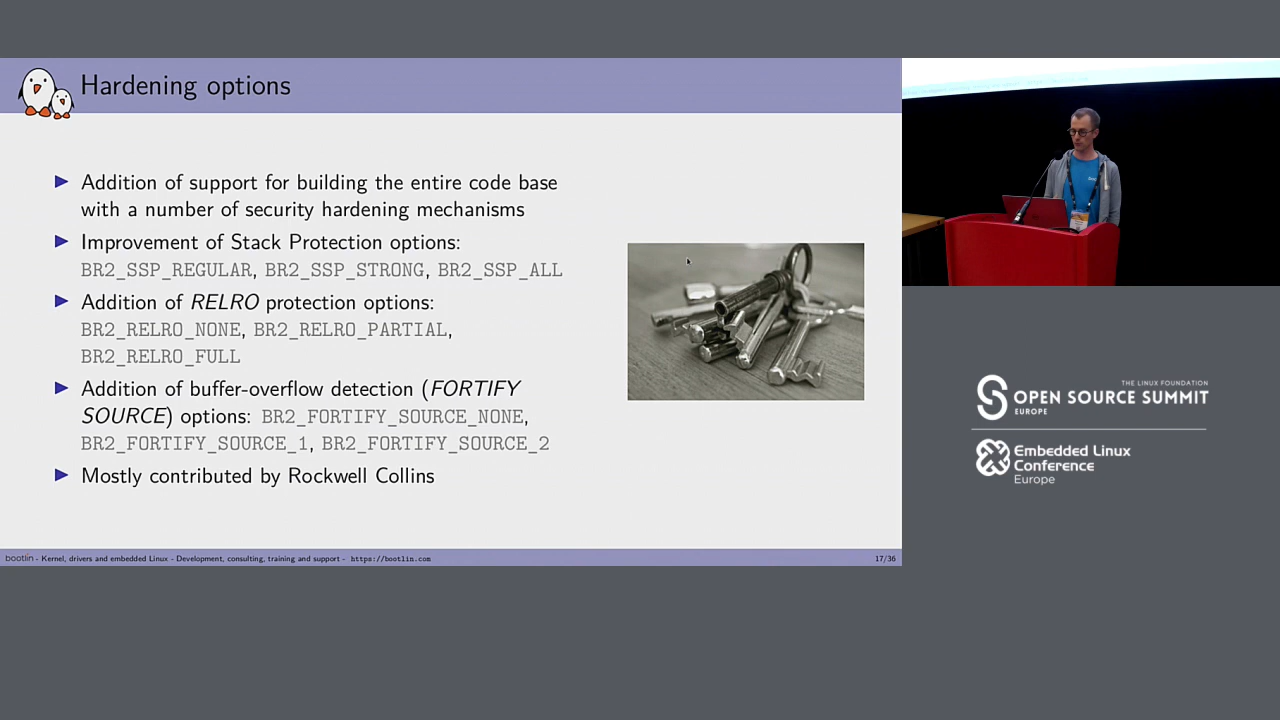 Hardening options
Addition of support for building the entire code base
with a number of security hardening mechanisms
Improvement of Stack Protection options:
BR2_SSP_REGULAR, BR2_SSP_STRONG, BR2_SSP_ALL
Addition of RELRO protection options:
BR2_RELRO_NONE, BR2_RELRO_PARTIAL,
BR2_RELRO_FULL
Addition of buffer-overflow detection (FORTIFY
SOURCE) options: BR2_FORTIFY_SOURCE_NONE,
BR2_FORTIFY_SOURCE_1, BR2_FORTIFY_SOURCE_2
Mostly contributed by Rockwell Collins
bootlin - Kernel, drivers and embedded Linux - Development, consulting, training and support - https://bootlin.com
17/36
THE LINUX FOUNDATION
OPEN SOURCE SUMMIT
EUROPE
Embedded Linux
Conference
Europe